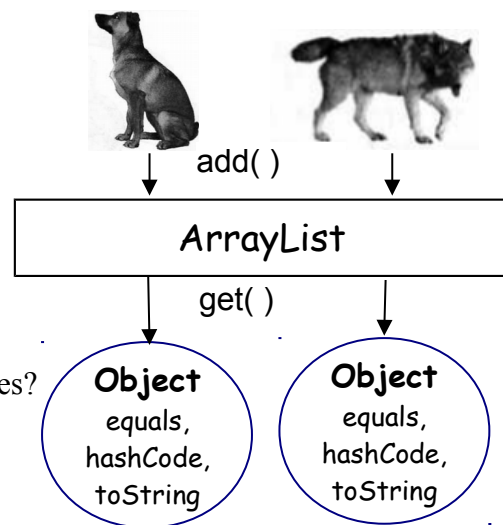 add( )
ArrayList
get( )
es?
Object
equals,
hashCode,
toString
Object
equals,
hashCode,
toString